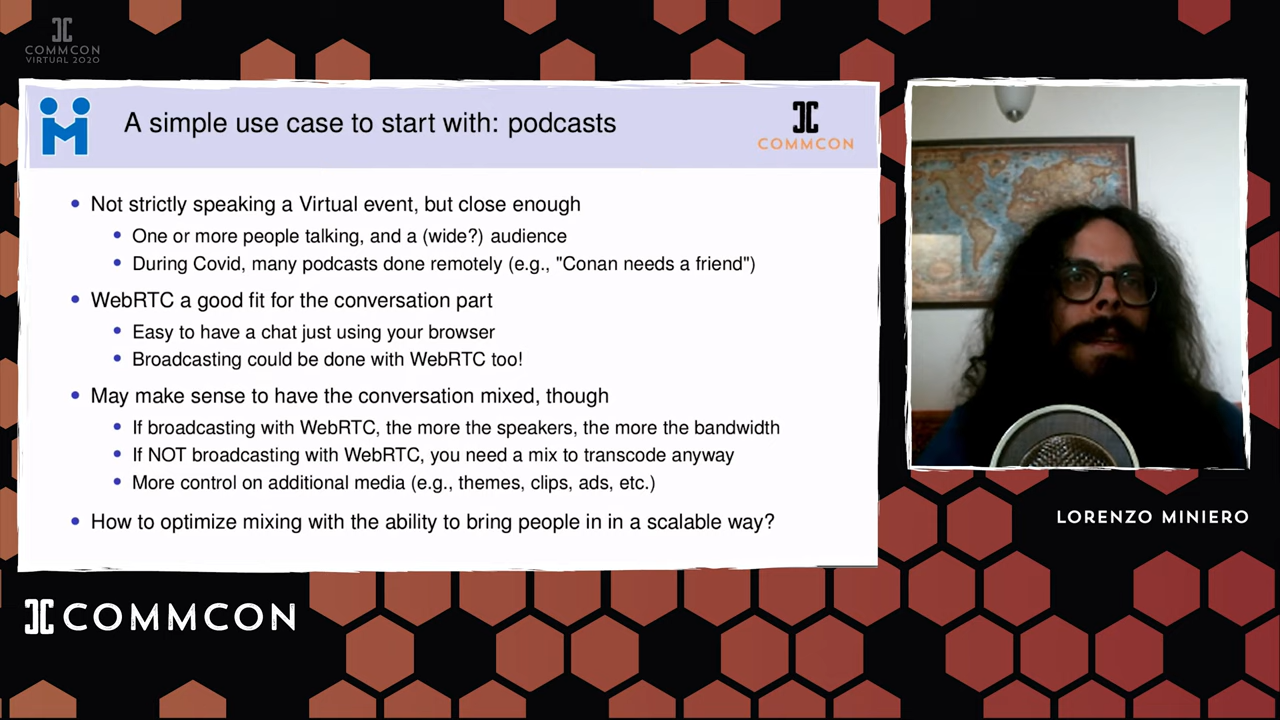 COMMCON
VIRTUAL 2020
A simple use case to start with: podcasts
COMMCON
Not strictly speaking a Virtual event, but close enough
One or more people talking, and a (wide?) audience
During Covid, many podcasts done remotely (e.g., "Conan needs a friend")
WebRTC a good fit for the conversation part
Easy to have a chat just using your browser
Broadcasting could be done with WebRTC too!
May make sense to have the conversation mixed, though
If broadcasting with WebRTC, the more the speakers, the more the bandwidth
If NOT broadcasting with WebRTC, you need a mix to transcode anyway
More control on additional media (e.g., themes, clips, ads, etc.)
How to optimize mixing with the ability to bring people in in a scalable way?
LORENZO MINIERO
COMMCON